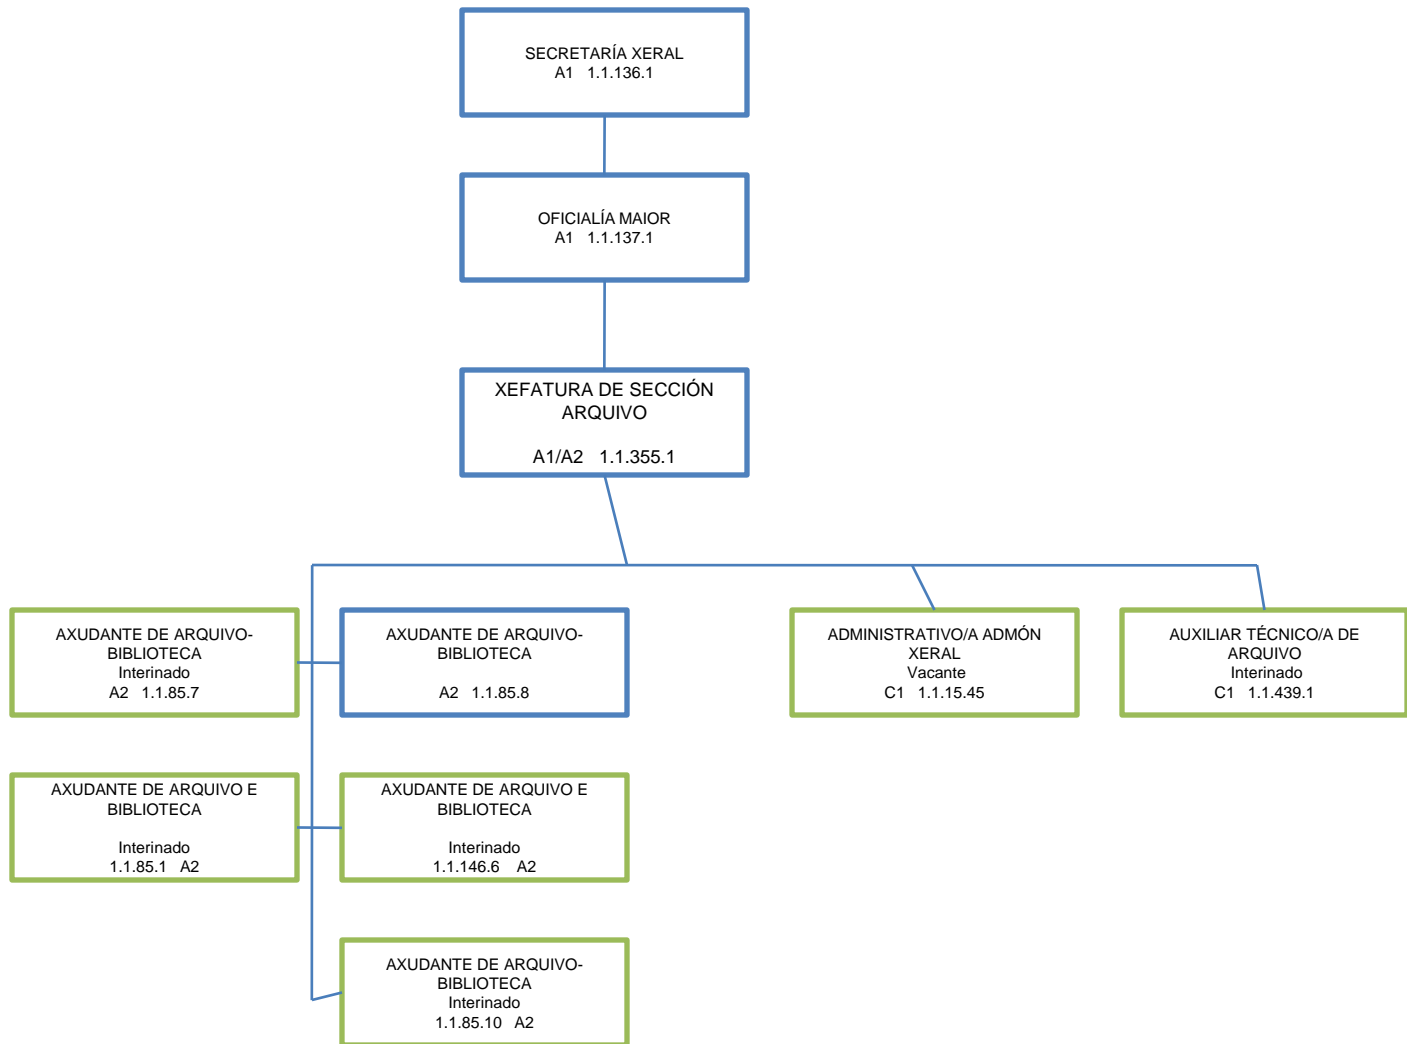 SECRETARÍA XERAL
A1 1.1.136.1
OFICIALÍA MAIOR
A1 1.1.137.1
XEFATURA DE SECCIÓN
ARQUIVO
A1/A2 1.1.355.1
AXUDANTE DE ARQUIVO-
BIBLIOTECA
Interinado
A2 1.1.85.7
AXUDANTE DE ARQUIVO-
BIBLIOTECA
A2 1.1.85.8
ADMINISTRATIVO/A ADMÓN
XERAL
Vacante
C1 1.1.15.45
AUXILIAR TÉCNICO/A DE
ARQUIVO
Interinado
C1 1.1.439.1
AXUDANTE DE ARQUIVO E
BIBLIOTECA
Interinado
1.1.85.1 A2
AXUDANTE DE ARQUIVO E
BIBLIOTECA
Interinado
1.1.146.6 A2
AXUDANTE DE ARQUIVO-
BIBLIOTECA
Interinado
1.1.85.10 A2